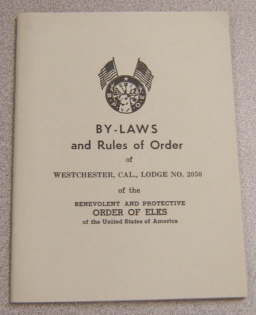 BY-LAWS
and Rules of Order
of
WESTCHESTER, CAL., LODGE NO. 2050
of the
BENEVOLENT AND PROTECTIVE
ORDER OF ELKS
of the United States of America